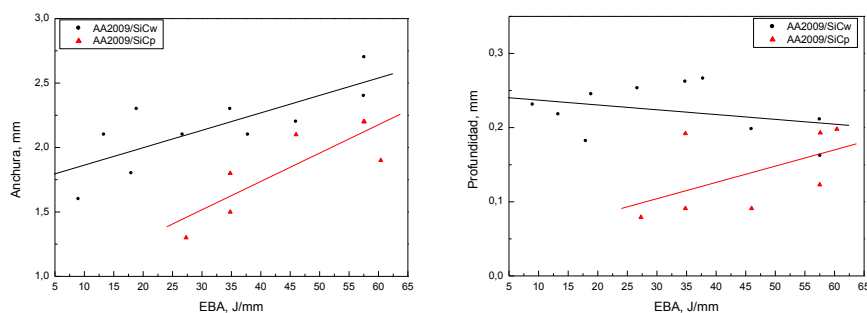 3,0
2,5
2,0
1,5
1,0
Anchura, mm
AA2009/SiCw
AA2009/SiCp
5 10 15 20 25 30 35 40 45 50 55 60 65
EBA, J/mm
0,3
0,2
0,1
0,0
Profundidad, mm
AA2009/SiCw
AA2009/SiCp
5 10 15 20 25 30 35 40 45 50 55 60 65
EBA, J/mm